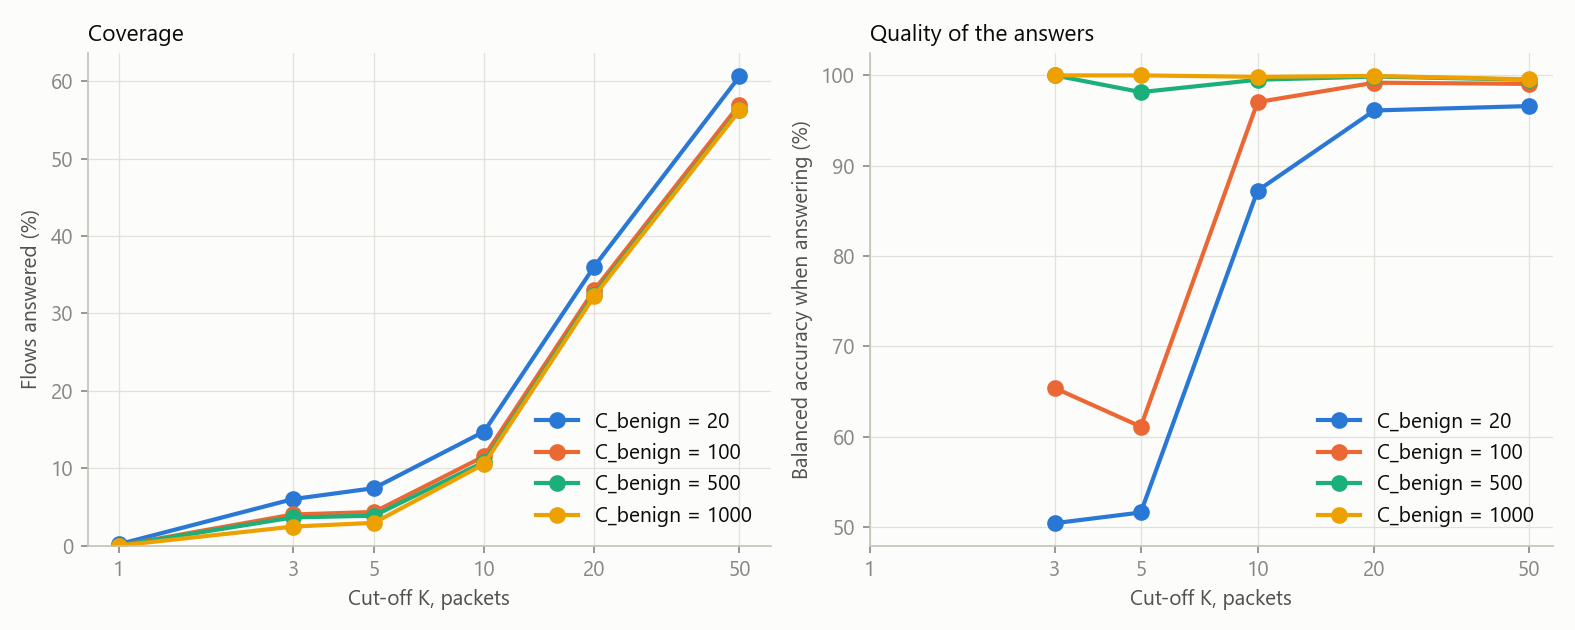 Coverage
Flows answered (%)
60
50
40
30
20
10
0
1
3
5
10
20
50
Cut-off K, packets
C_benign = 20
C_benign = 100
C_benign = 500
C_benign = 1000
Quality of the answers
Balanced accuracy when answering (%)
100
90
80
70
60
50
1
3
5
10
20
50
Cut-off K, packets
C_benign = 20
C_benign = 100
C_benign = 500
C_benign = 1000